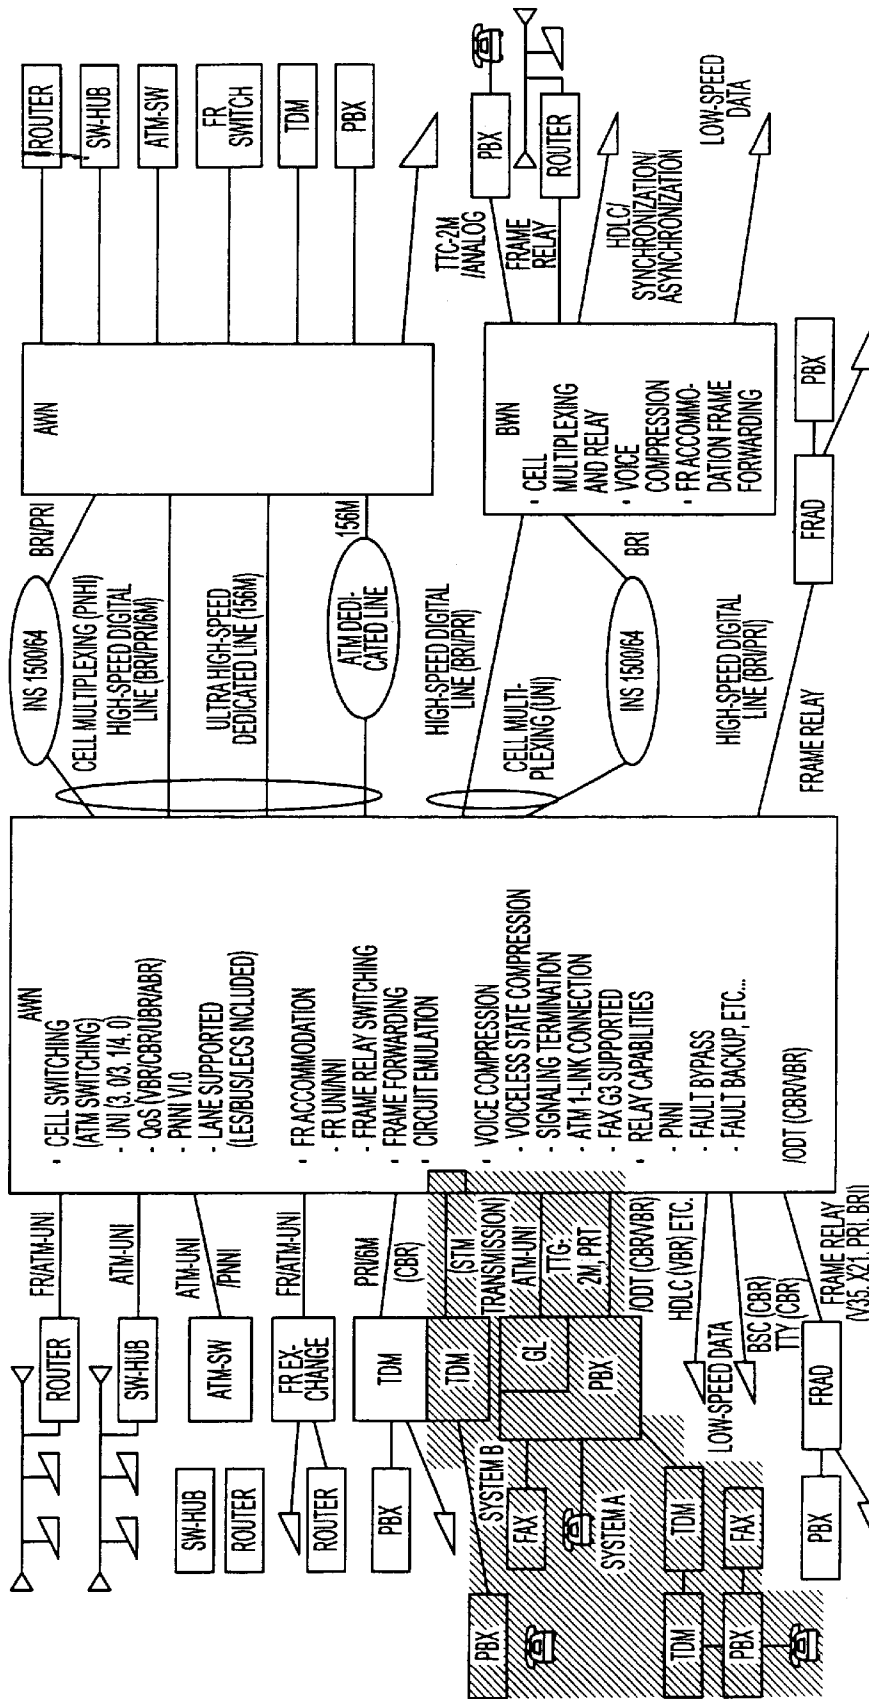 ROUTER
SW-HUB
ATM-SW
FR EX-
CHANGE
SW-HUB
ROUTER
ROUTER
PBX
TDM
TDM
SYSTEM B
FAX
SYSTEM A
GL
PBX
PBX
TDM
TDM
FAX
PBX
LOW-SPEED DATA
FRAD
PBX
FR/ATM-UNI
ATM-UNI
ATM-UNI
/PNNI
FR/ATM-UNI
PRI/6M
(CBR)
(STM
TRANSMISSION)
ATM-UNI
TTG-
2M, PRT
/ODT (CBR/VBR)
HDLC (VBR) ETC.
BSC (CBR)
TTY (CBR)
FRAME RELAY
(V35, X21, PRI, BRI)
AWN
- CELL SWITCHING
(ATM SWITCHING)
- UNI (3. 0/3. 1/4. 0)
- QoS (VBR/CBR/UBR/ABR)
- PNNI V1.0
- LANE SUPPORTED
(LES/BUS/LECS INCLUDED)
- FR ACCOMMODATION
- FR UNI/NNI
- FRAME RELAY SWITCHING
- FRAME FORWARDING
- CIRCUIT EMULATION
- VOICE COMPRESSION
- VOICELESS STATE COMPRESSION
- SIGNALING TERMINATION
- ATM 1-LINK CONNECTION
- FAX G3 SUPPORTED
- RELAY CAPABILITIES
- PNNI
- FAULT BYPASS
- FAULT BACKUP, ETC...
/ODT (CBR/VBR)
INS 1500/64
BRI/PRI
CELL MULTIPLEXING (PNHI)
HIGH-SPEED DIGITAL
LINE (BRI/PRI/6M)
ULTRA HIGH-SPEED
DEDICATED LINE (156M)
ATM DEDI-
CATED LINE
156M
HIGH-SPEED DIGITAL
LINE (BRI/PRI)
CELL MULTI-
PLEXING (UNI)
INS 1500/64
BRI
HIGH-SPEED DIGITAL
LINE (BRI/PRI)
FRAME RELAY
AWN
ROUTER
SW-HUB
ATM-SW
FR
SWITCH
TDM
PBX
BWN
- CELL
MULTIPLEXING
AND RELAY
- VOICE
COMPRESSION
- FR ACCOMMO-
DATION FRAME
FORWARDING
TTC-2M
/ANALOG
PBX
FRAME
RELAY
ROUTER
HDLC/
SYNCHRONIZATION/
ASYNCHRONIZATION
LOW-SPEED
DATA
FRAD
PBX